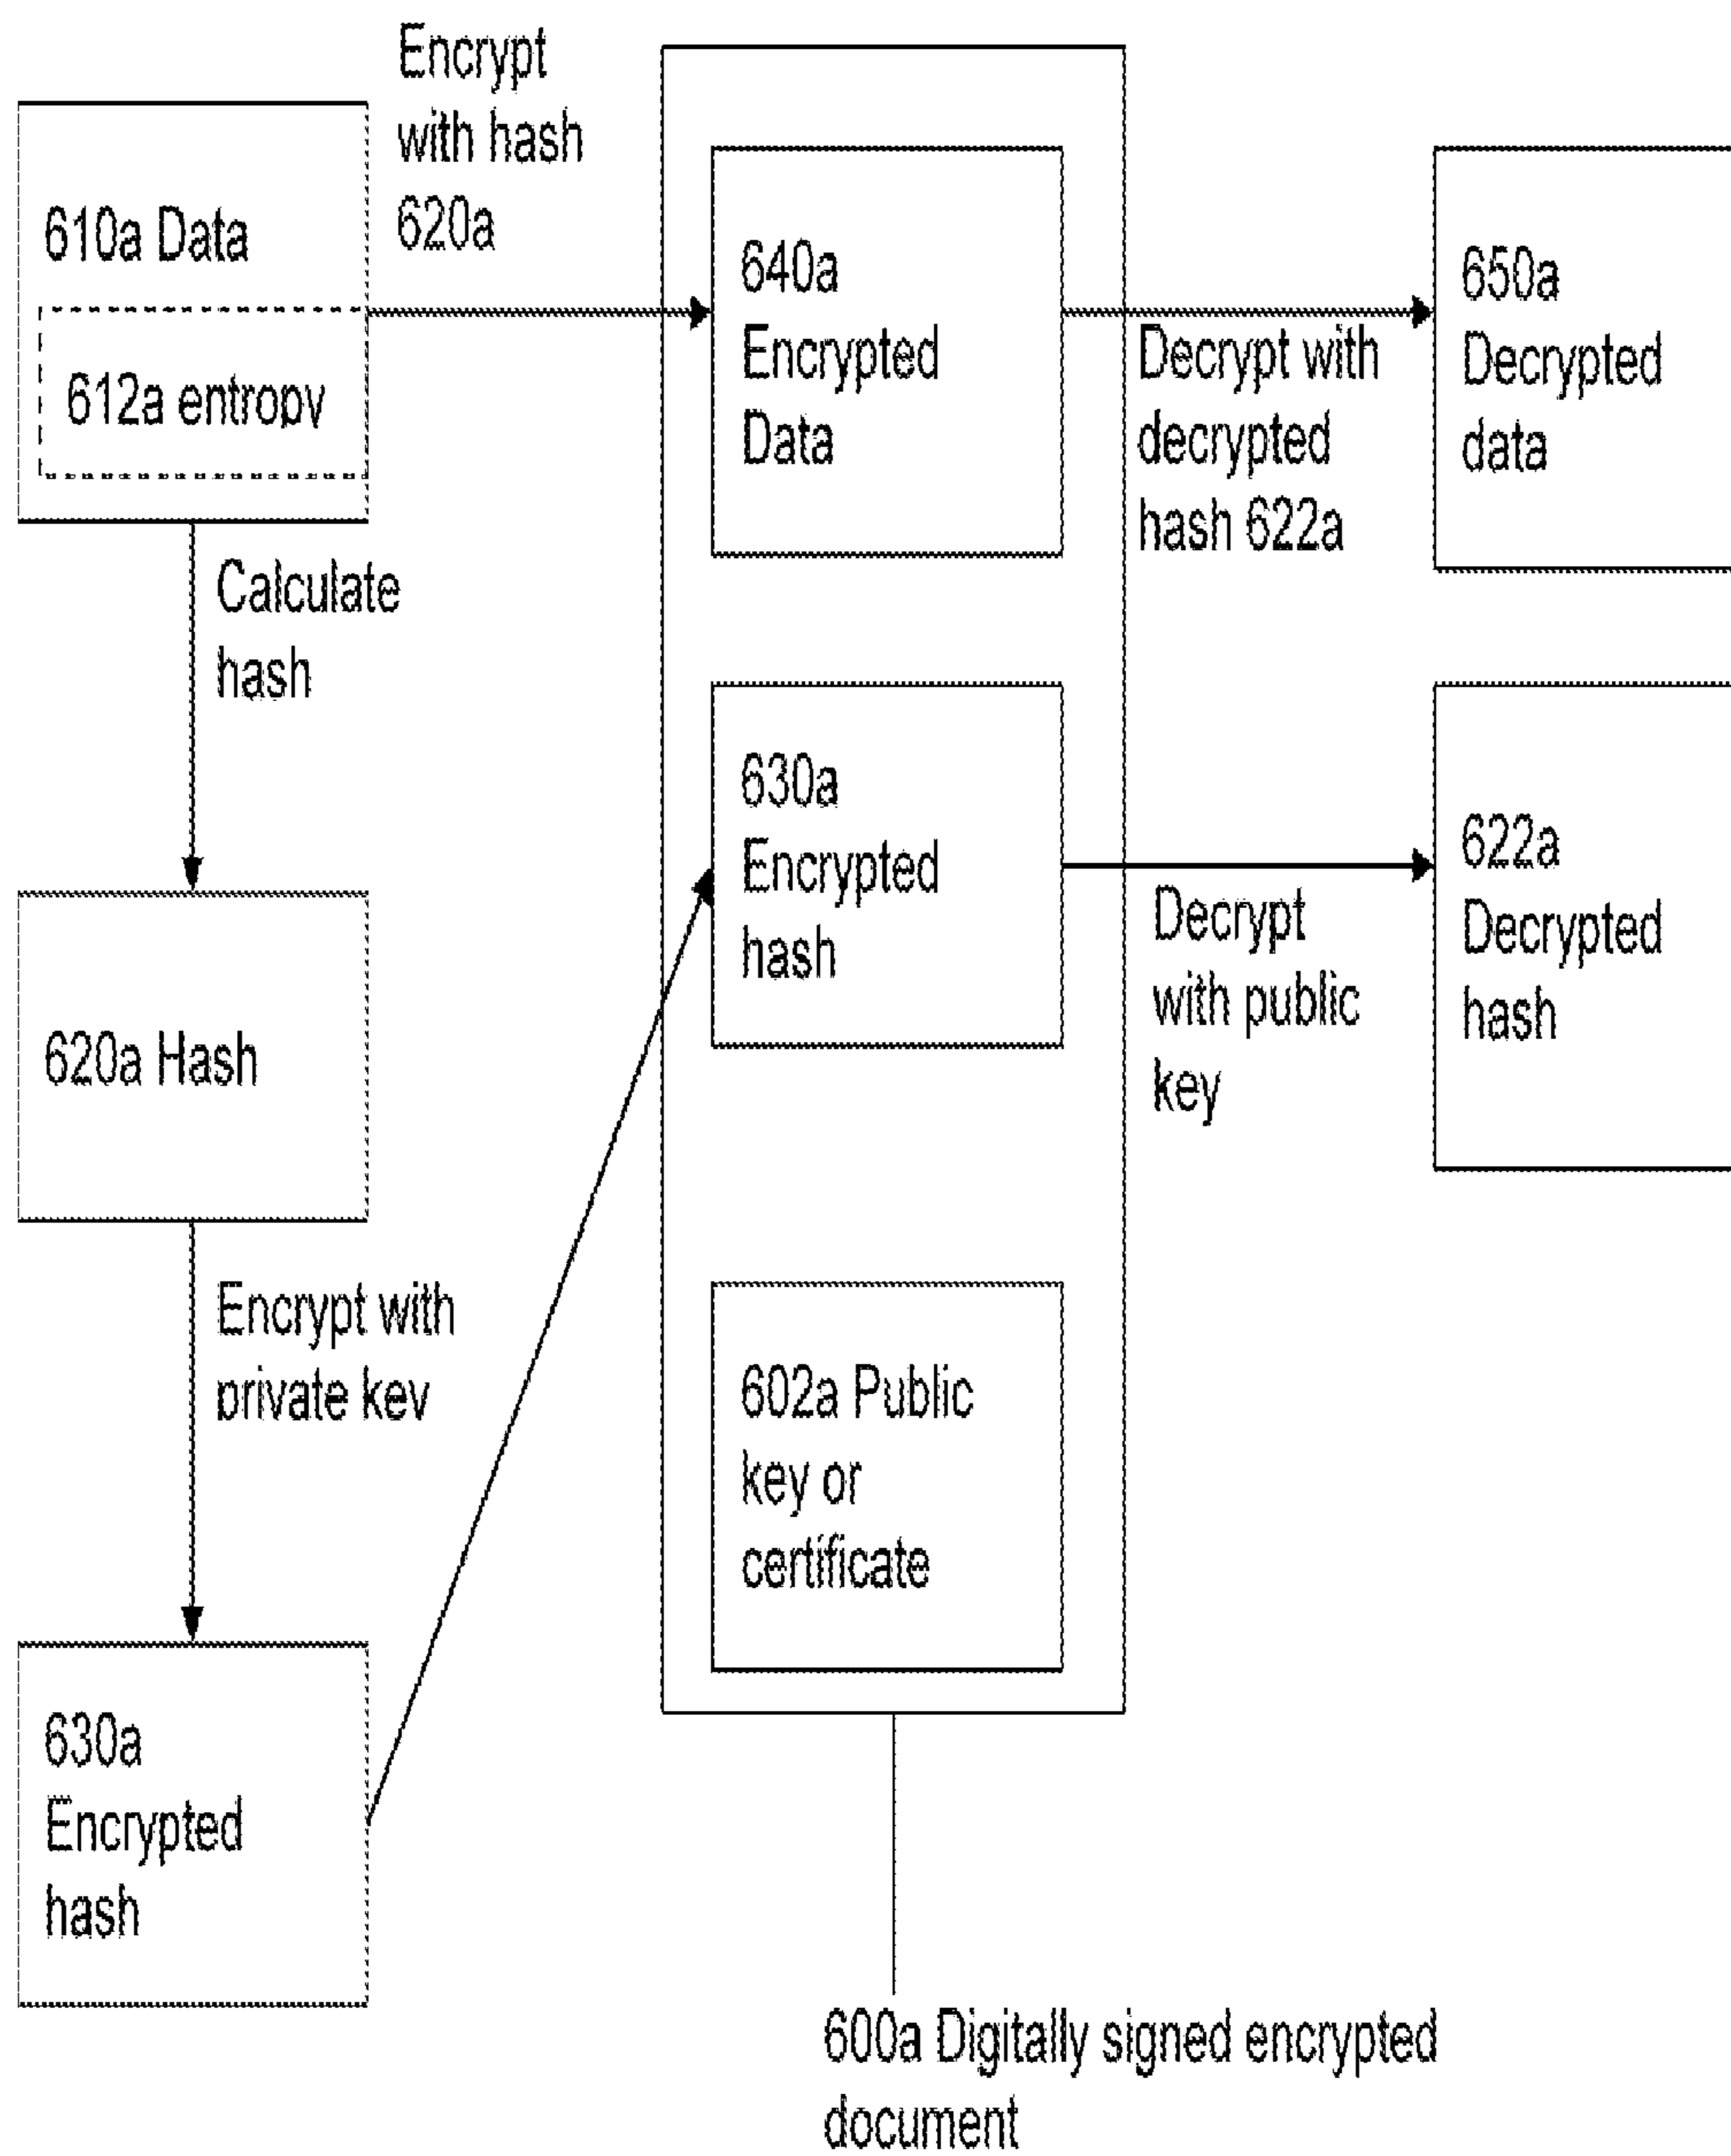 Encrypt
with hash
620a
610a Data
612a entropy
640a
Encrypted
Data
Decrypt with
decrypted
hash 622a
650a
Decrypted
data
Calculate
hash
630a
Encrypted
hash
Decrypt
with public
key
622a
Decrypted
hash
620a Hash
Encrypt with
private key
602a Public
key or
certificate
630a
Encrypted
hash
600a Digitally signed encrypted
document